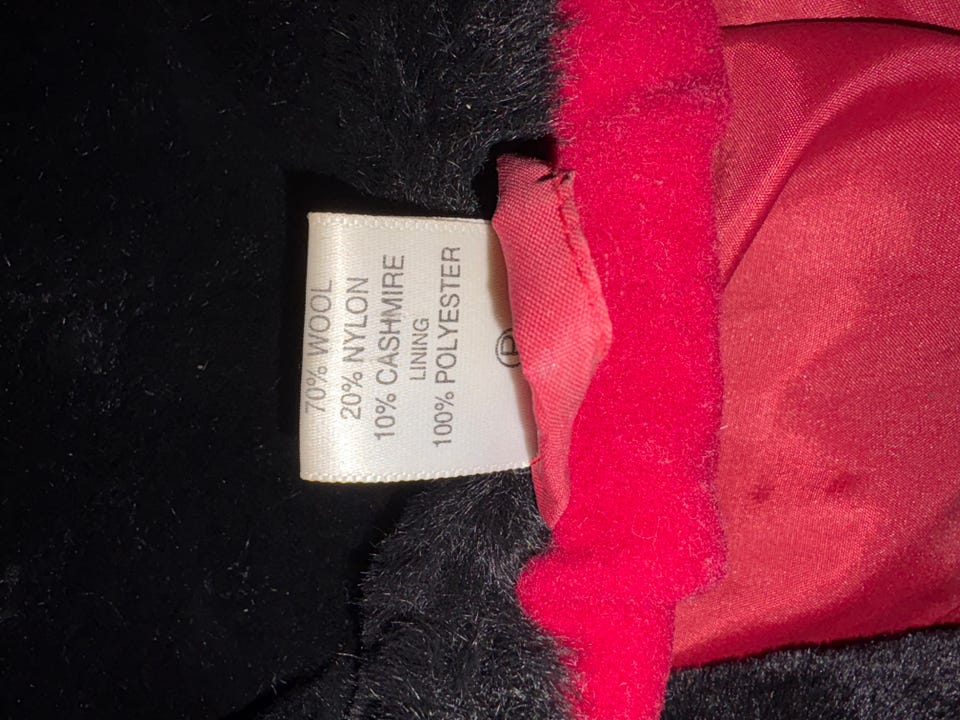 70% WOOL
20% NYLON
10% CASHMIRE
LINING
100% POLYESTER
P